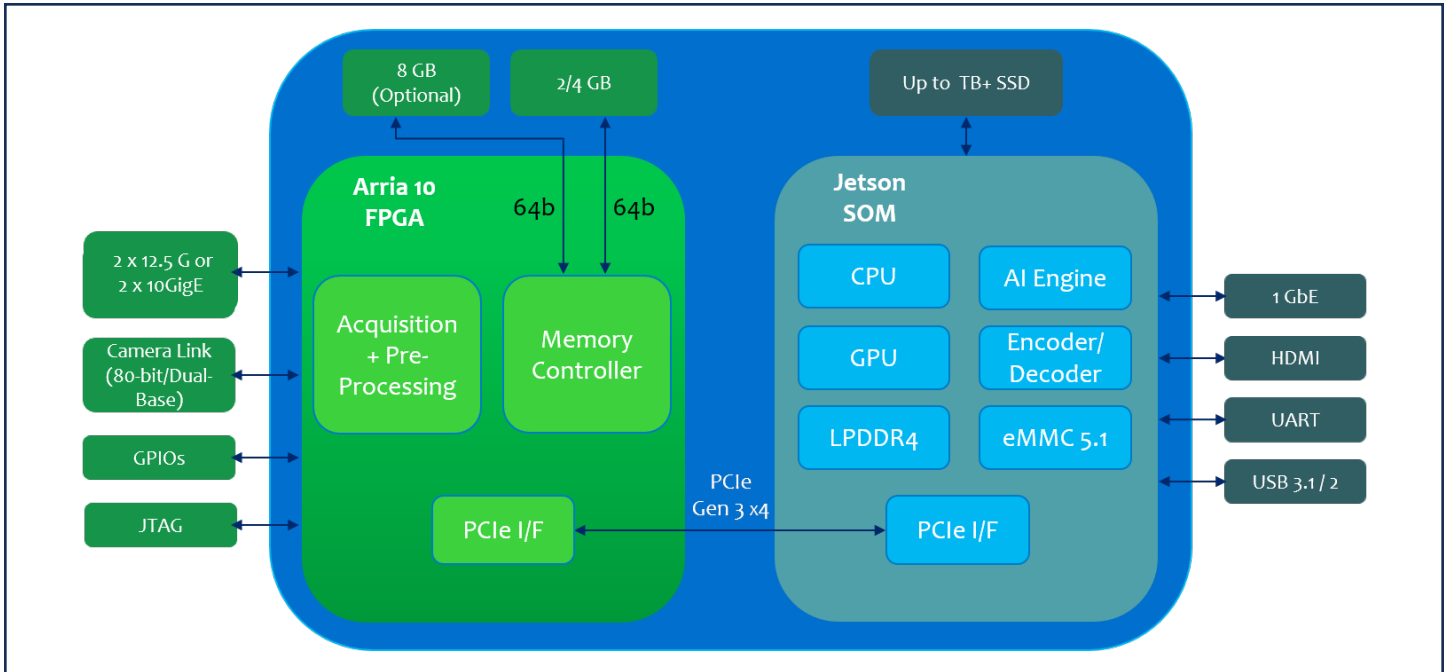 8 GB
(Optional)
2/4 GB
Up to TB+ SSD
Arria 10
FPGA
64b
64b
Jetson
SOM
2 x 12.5 G or
2 x 10GigE
Camera Link
(80-bit/Dual-
Base)
GPIOs
JTAG
Acquisition
+ Pre-
Processing
Memory
Controller
PCIe I/F
PCIe
Gen 3 x4
CPU
AI Engine
GPU
Encoder/
Decoder
LPDDR4
eMMC 5.1
PCIe I/F
1 GbE
HDMI
UART
USB 3.1 / 2